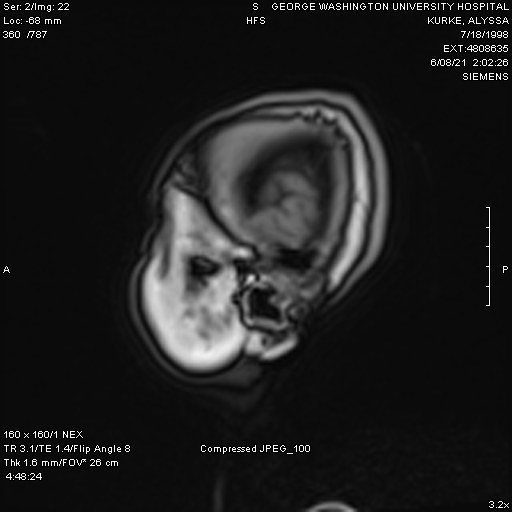 Ser: 2/Img: 22
Loc: -68 mm
360 /787
S
HFS
GEORGE WASHINGTON UNIVERSITY HOSPITAL
KURKE, ALYSSA
7/18/1998
EXT:4808635
6/08/21 2:02:26
SIEMENS
A
P
160 x 160/1 NEX
TR 3.1/TE 1.4/Flip Angle 8
Thk 1.6 mm/FOV* 26 cm
4:48:24
Compressed JPEG_100
3.2x